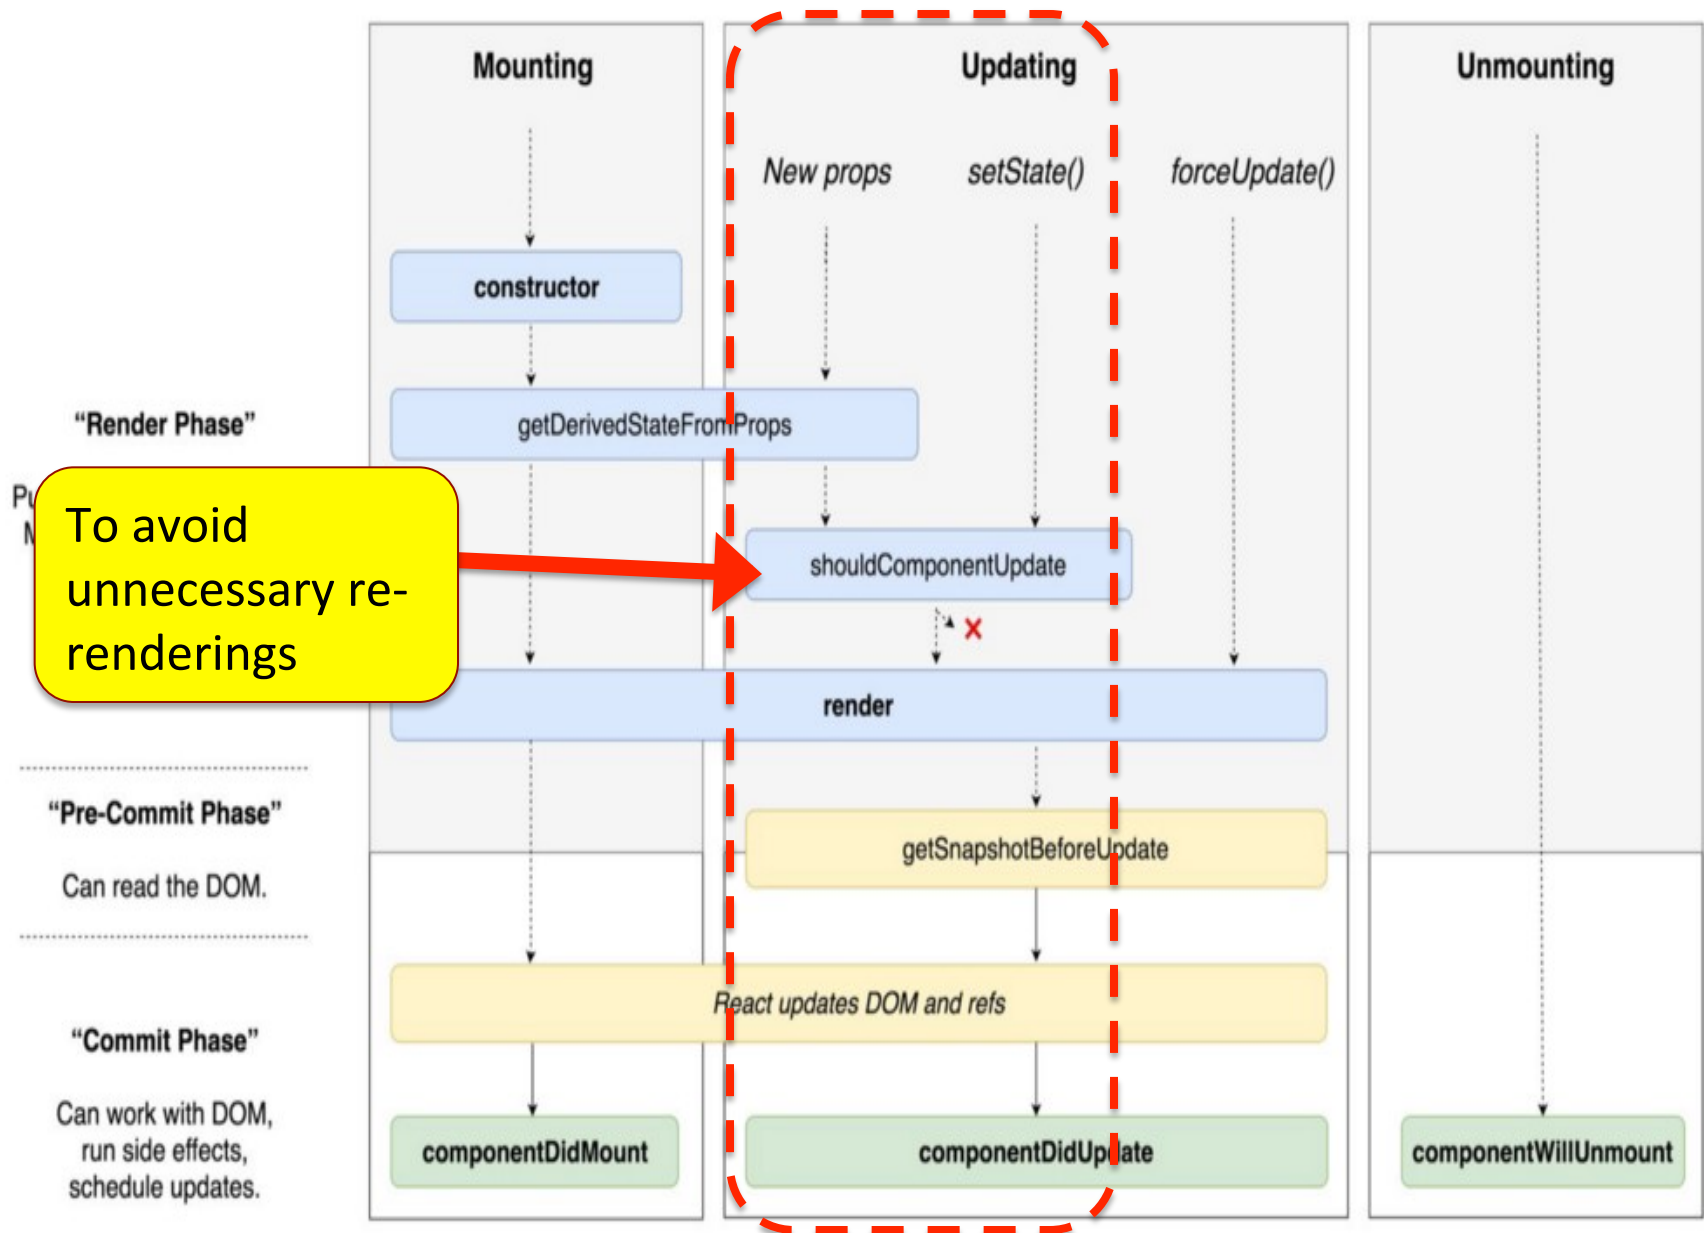 Mounting
Updating
Unmounting
New props
setState()
forceUpdate()
constructor
“Render Phase”
getDerivedStateFromProps
To avoid
unnecessary re-
renderings
shouldComponentUpdate
render
“Pre-Commit Phase”
Can read the DOM.
getSnapshotBeforeUpdate
React updates DOM and refs
“Commit Phase”
Can work with DOM,
run side effects,
schedule updates.
componentDidMount
componentDidUpdate
componentWillUnmount